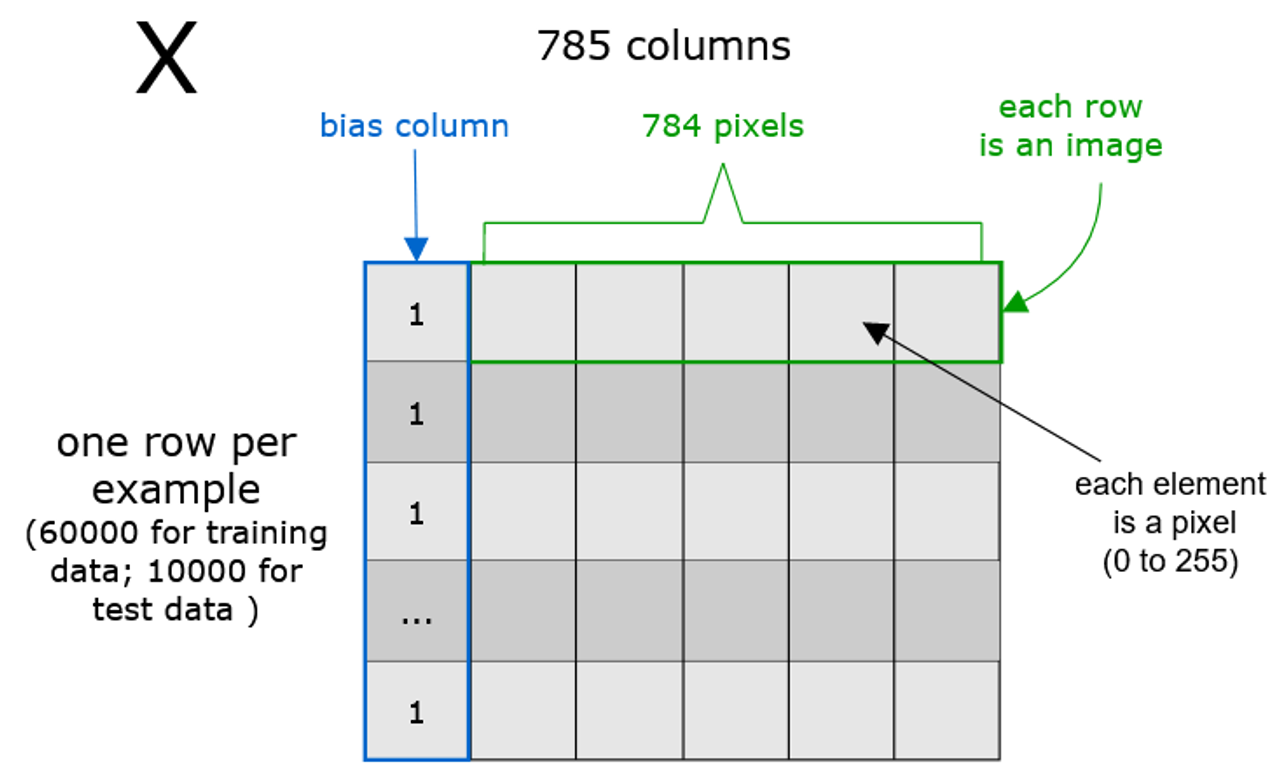 X
785 columns
bias column
784 pixels
each row
is an image
1
1
one row per
example
(60000 for training
data; 10000 for
test data )
1
...
1
each element
is a pixel
(0 to 255)